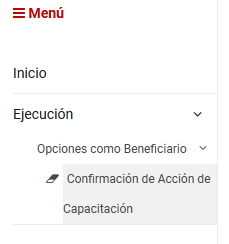 Menú
Inicio
Ejecución
Opciones como Beneficiario
Confirmación de Acción de
Capacitación